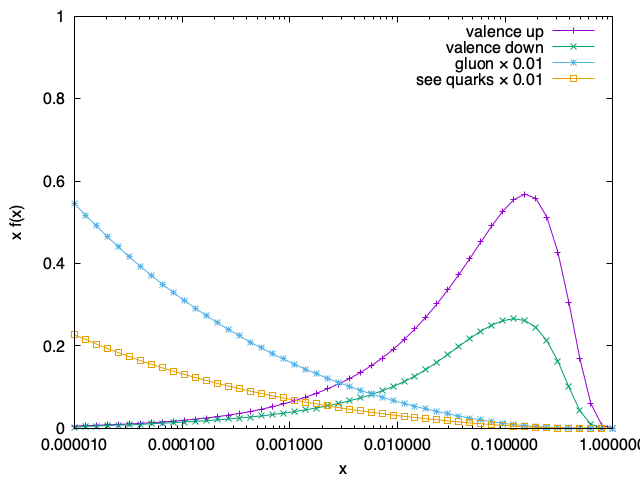 1
0.8
0.6
0.4
0.2
0
x f(x)
valence up
valence down
gluon × 0.01
see quarks × 0.01
0.000010 0.000100 0.001000 0.010000 0.100000 1.00000
x